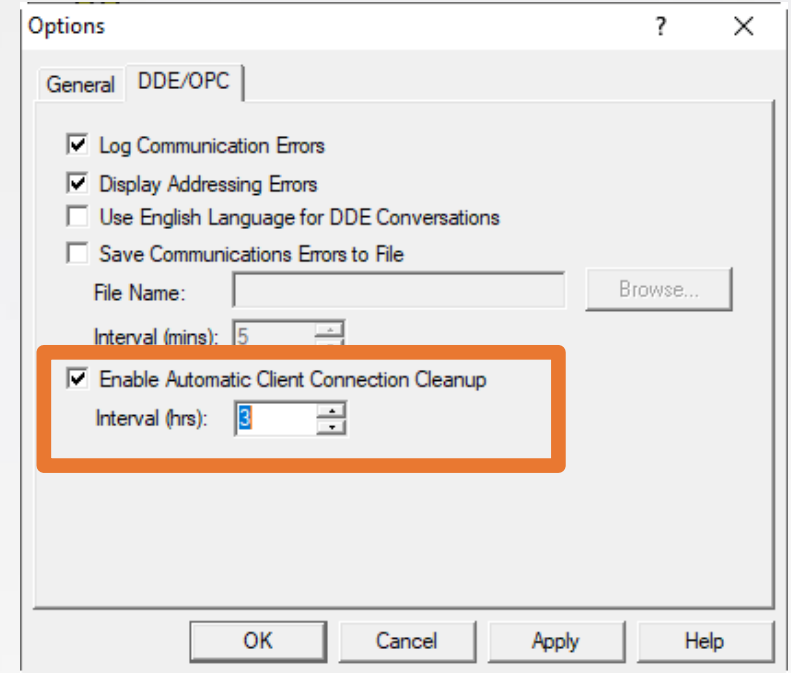 Options ?
General DDE/OPC
Log Communication Errors
Display Addressing Errors
Use English Language for DDE Conversations
Save Communications Errors to File
File Name: Browse...
Interval (mins): 5
Enable Automatic Client Connection Cleanup
Interval (hrs): 3
OK Cancel Apply Help